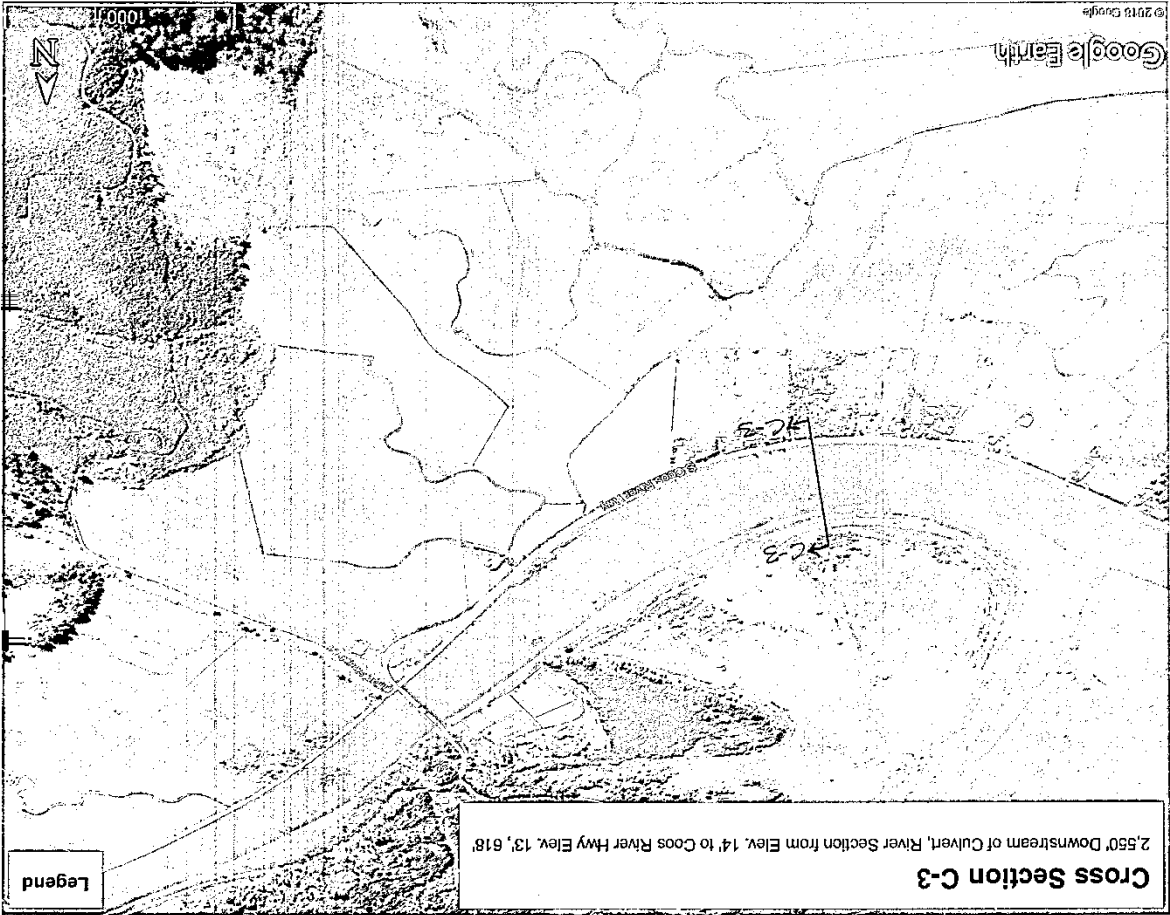 Cross Section C-3
2,550' Downstream of Culvert, River Section from Elev. 14' to Coos River Hwy Elev. 13', 618'
Legend
C-3
Coos River Hwy
C-3
Google Earth
© 2018 Google
N
1000 ft